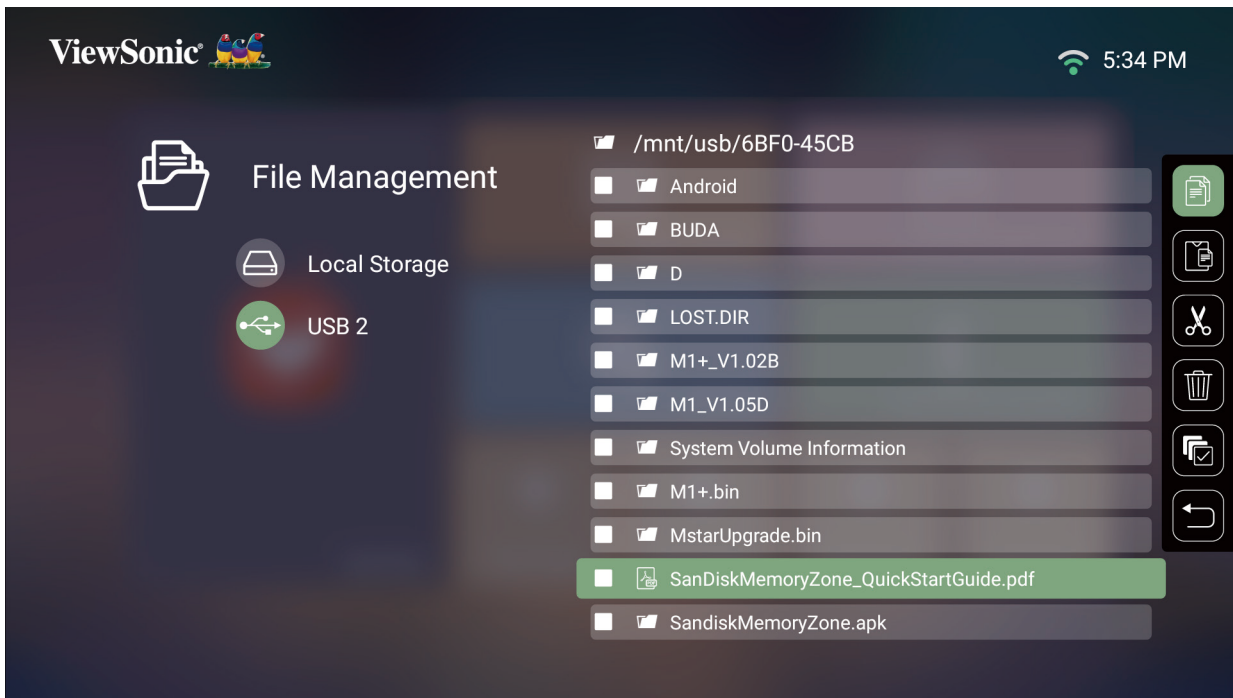 ViewSonic®
5:34 PM
File Management
Local Storage
USB 2
/mnt/usb/6BF0-45CB
Android
BUDA
D
LOST.DIR
M1+_V1.02B
M1_V1.05D
System Volume Information
M1+.bin
MstarUpgrade.bin
SanDiskMemoryZone_QuickStartGuide.pdf
SandiskMemoryZone.apk